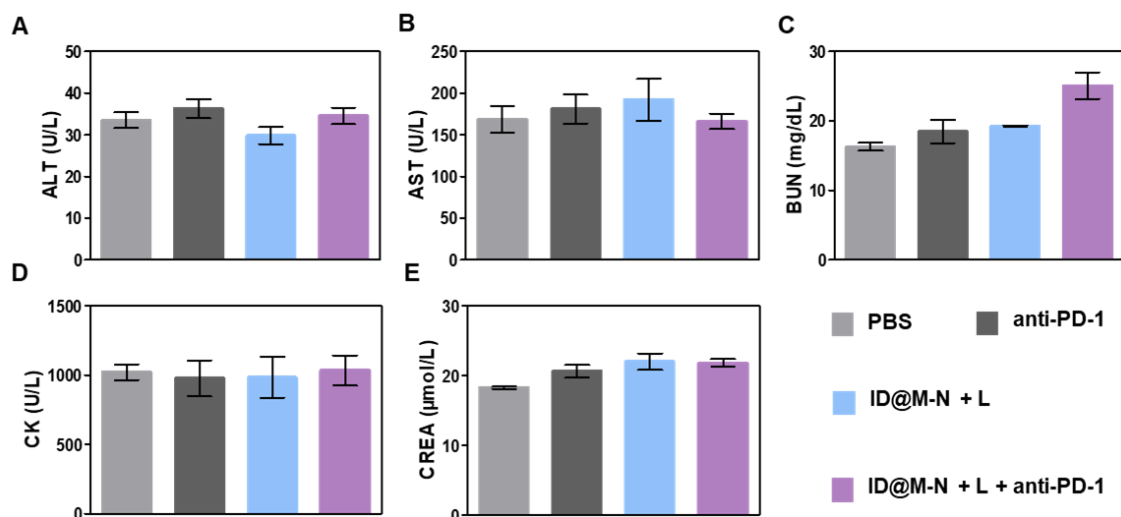 A
50
40
30
20
10
0
ALT (U/L)
B
250
200
150
100
50
0
AST (U/L)
C
30
20
10
0
BUN (mg/dL)
D
1500
1000
500
0
CK (U/L)
E
30
20
10
0
CREA (μmol/L)
PBS
anti-PD-1
ID@M-N + L
ID@M-N + L + anti-PD-1